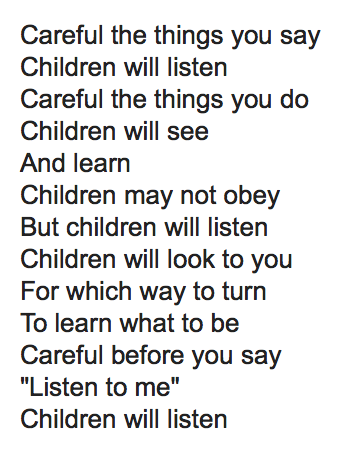 Careful the things you say
Children will listen
Careful the things you do
Children will see
And learn
Children may not obey
But children will listen
Children will look to you
For which way to turn
To learn what to be
Careful before you say
"Listen to me"
Children will listen